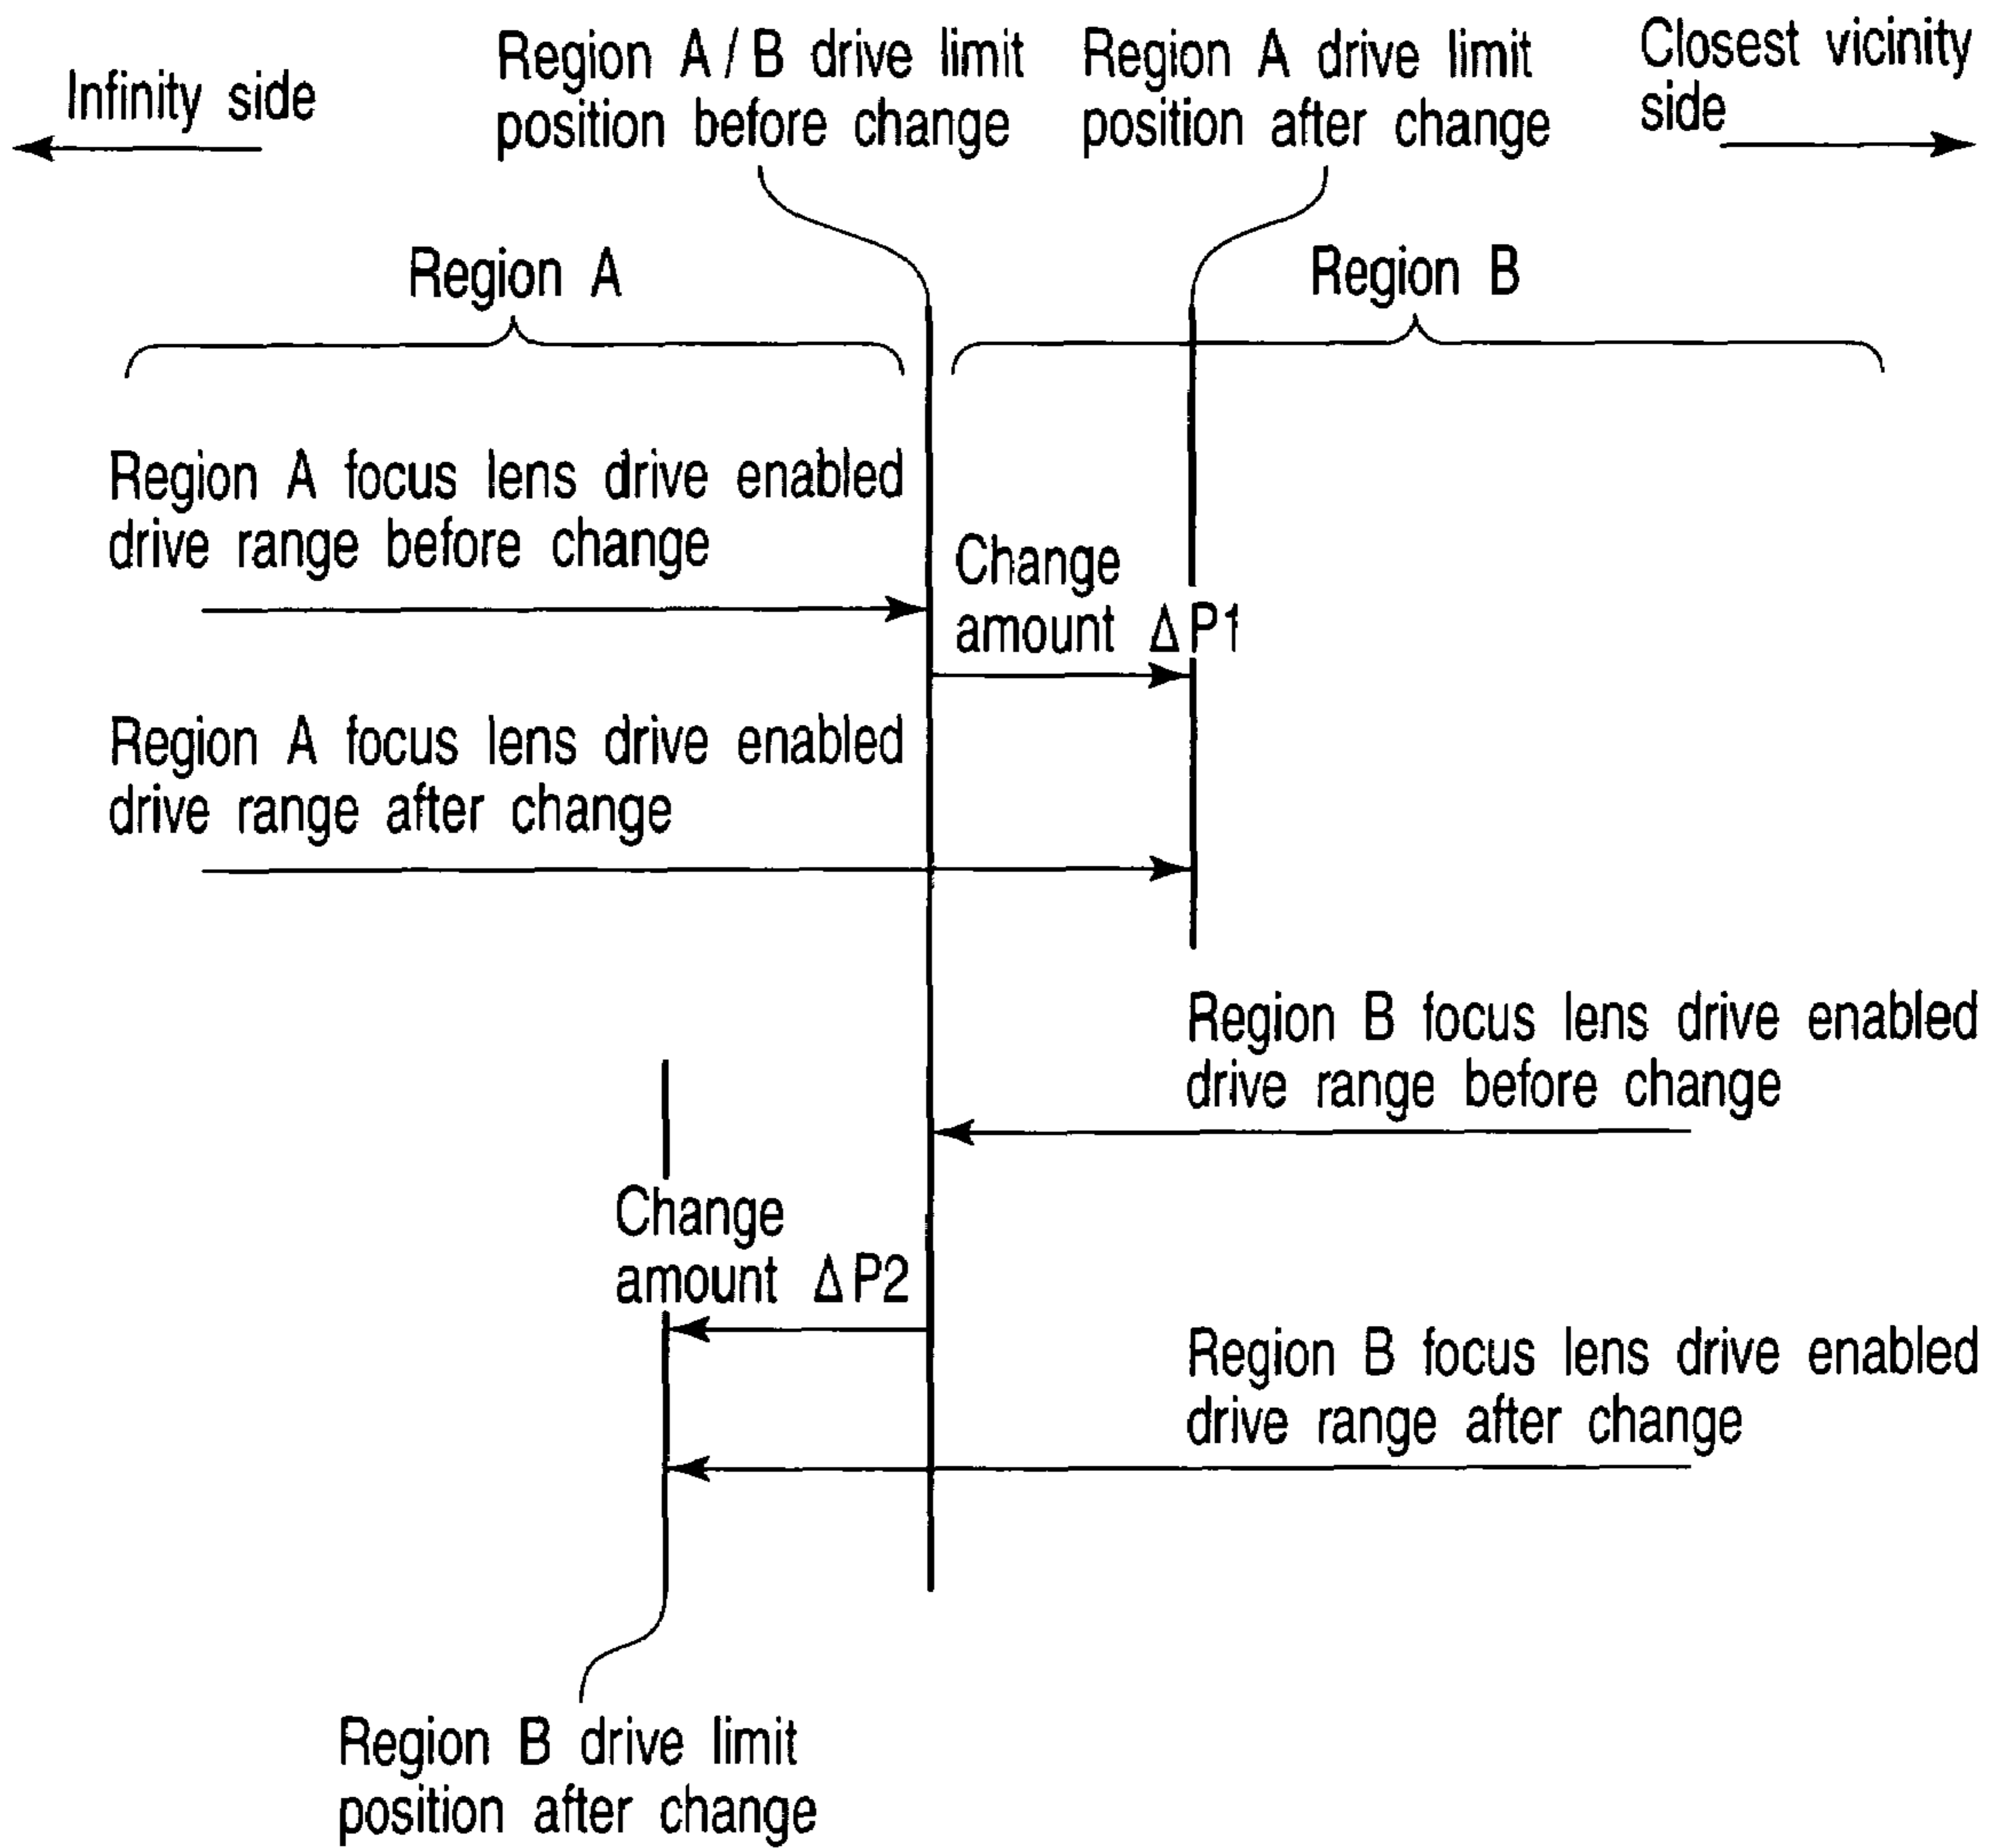 Infinity side
Region A / B drive limit
position before change
Region A drive limit
position after change
Closest vicinity
side
Region A
Region B
Region A focus lens drive enabled
drive range before change
Change
amount ΔP1
Region A focus lens drive enabled
drive range after change
Region B focus lens drive enabled
drive range before change
Change
amount ΔP2
Region B focus lens drive enabled
drive range after change
Region B drive limit
position after change